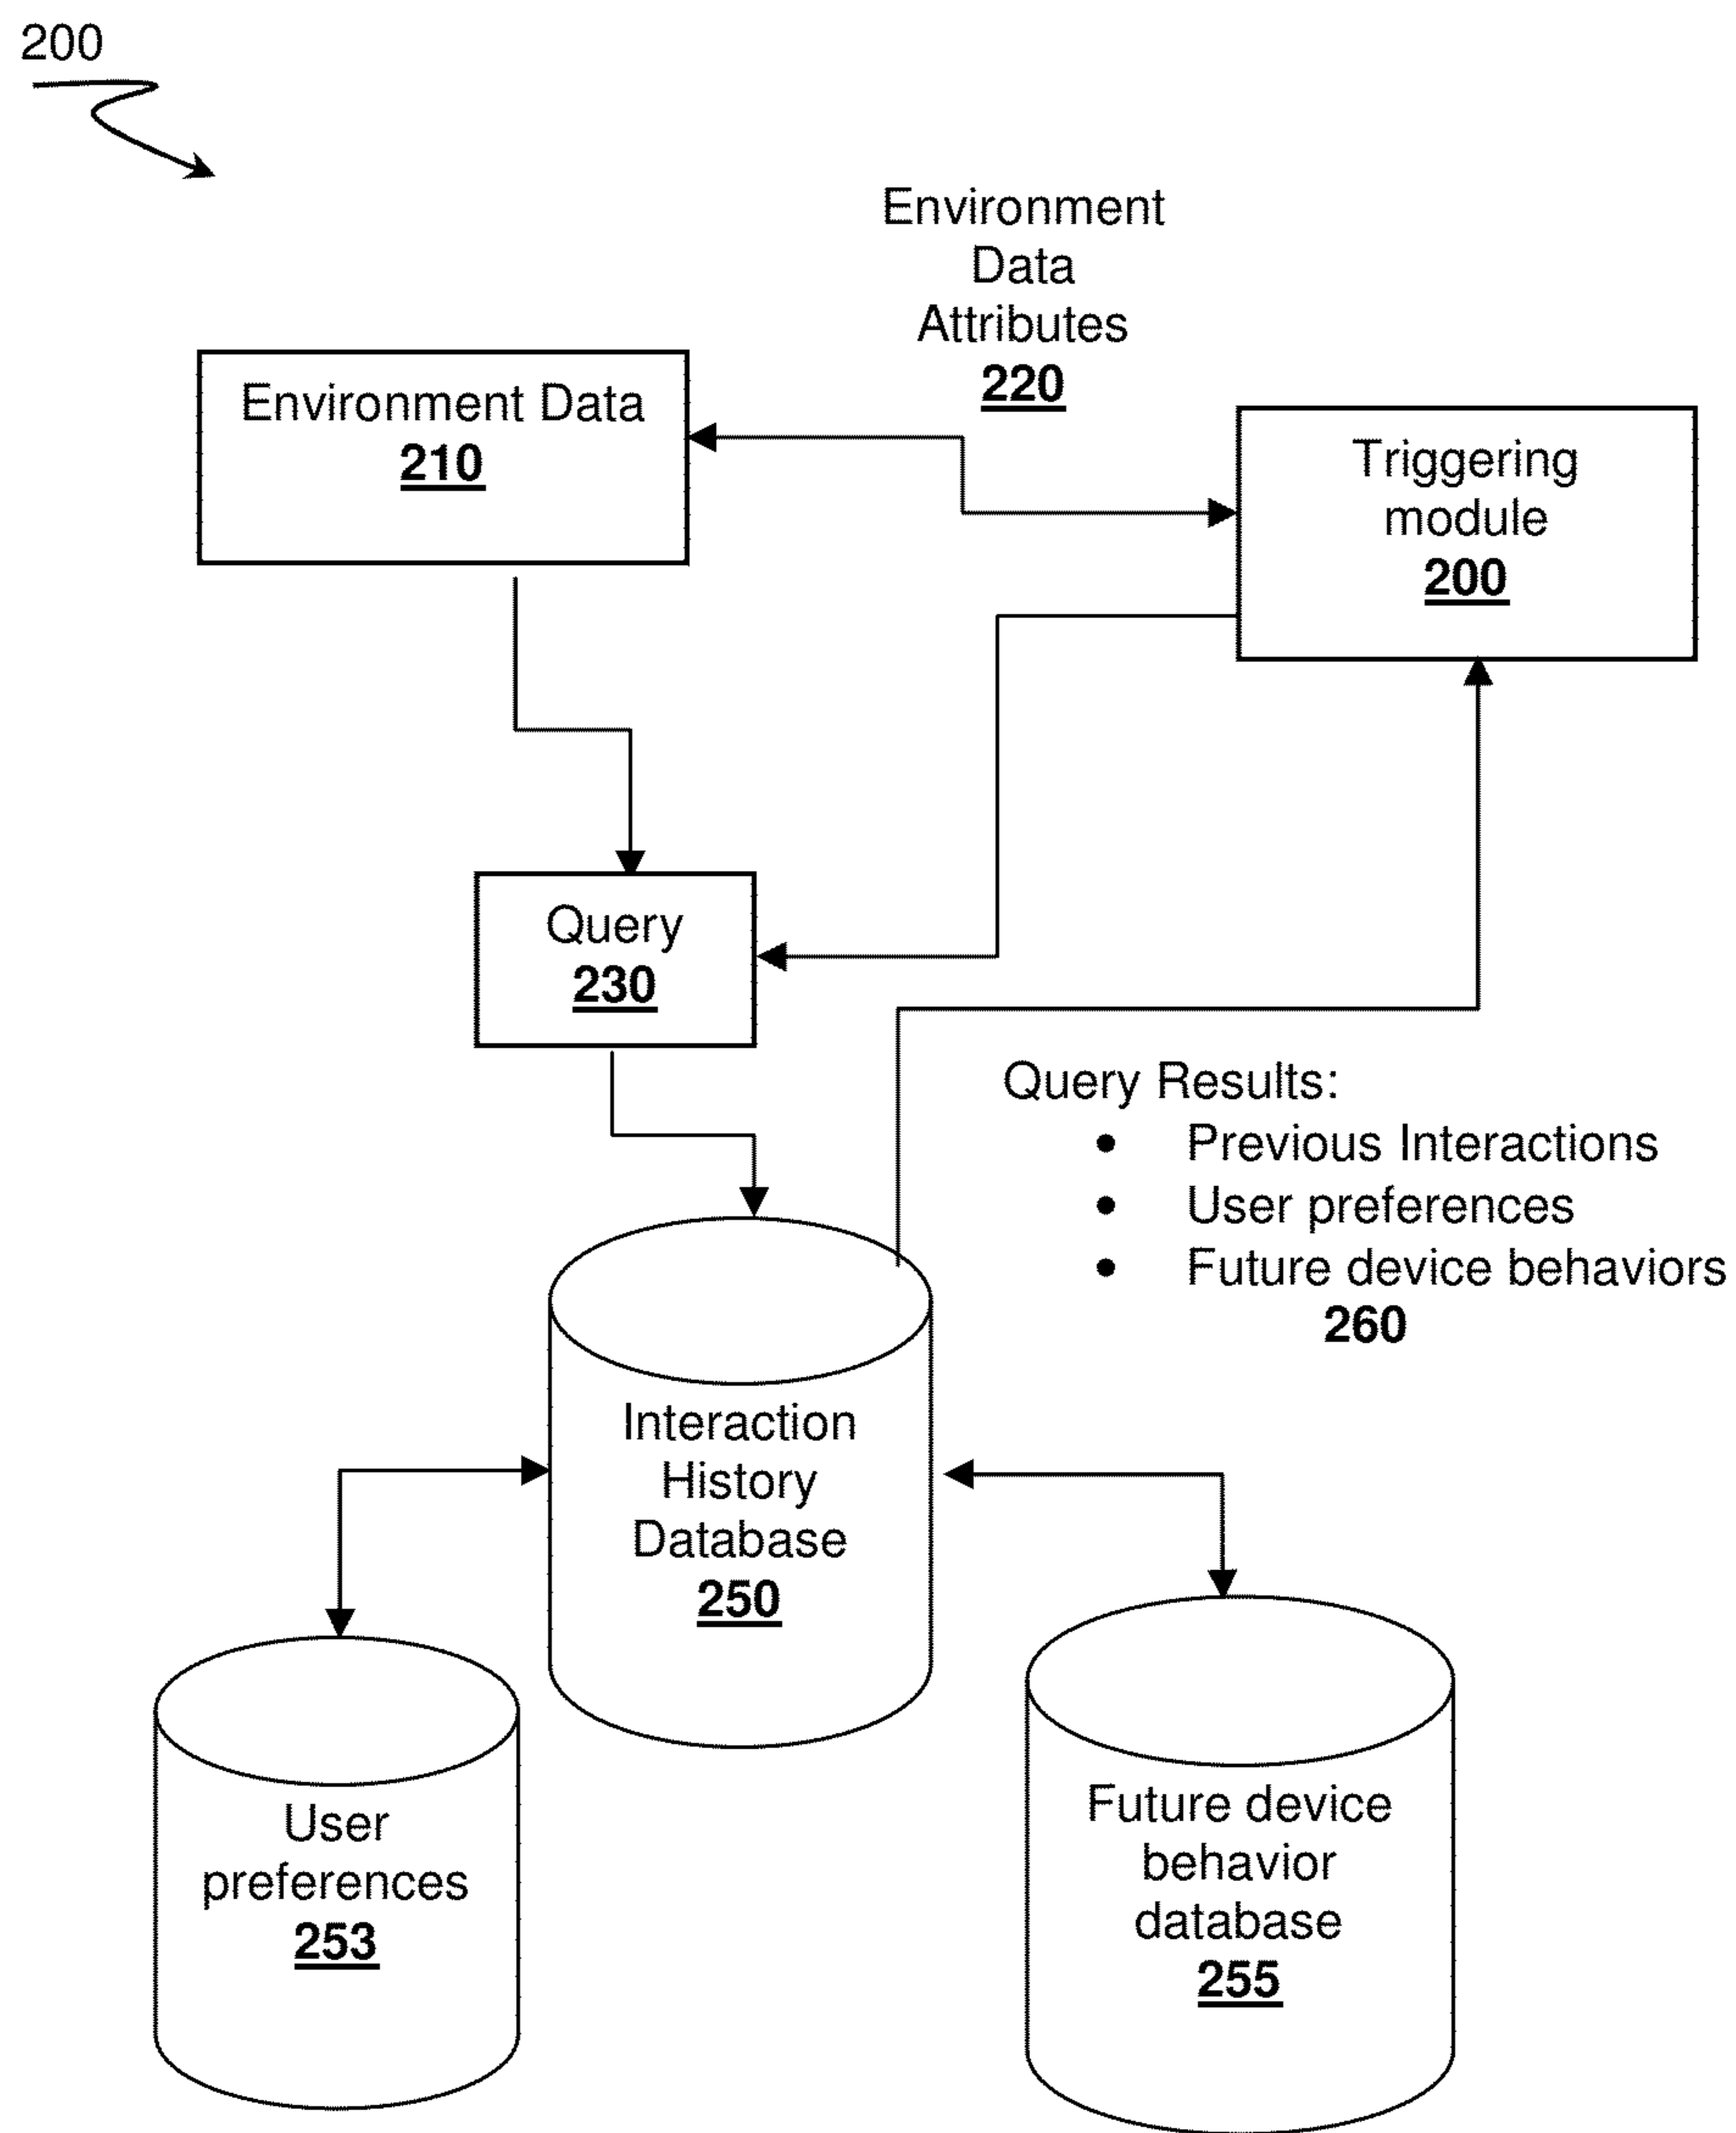 200
Environment
Data
Attributes
220
Environment Data
210
Triggering
module
200
Query
230
Query Results:
• Previous Interactions
• User preferences
• Future device behaviors
260
Interaction
History
Database
250
User
preferences
253
Future device
behavior
database
255